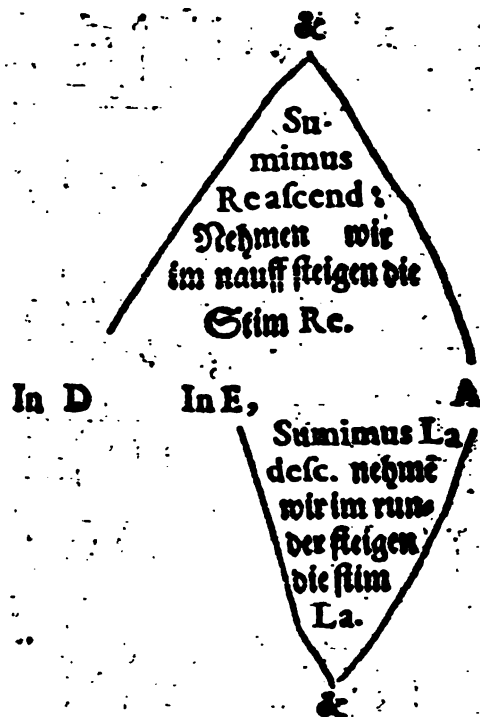 &
Su-
mimus
Reaſcend:
Nehmen wir
im nauff ſteigen die
Stim Re.
In D In E, A
Sumimus La
deſc. nehmē
wir im run-
der ſteigen
die ſtim
La.
&